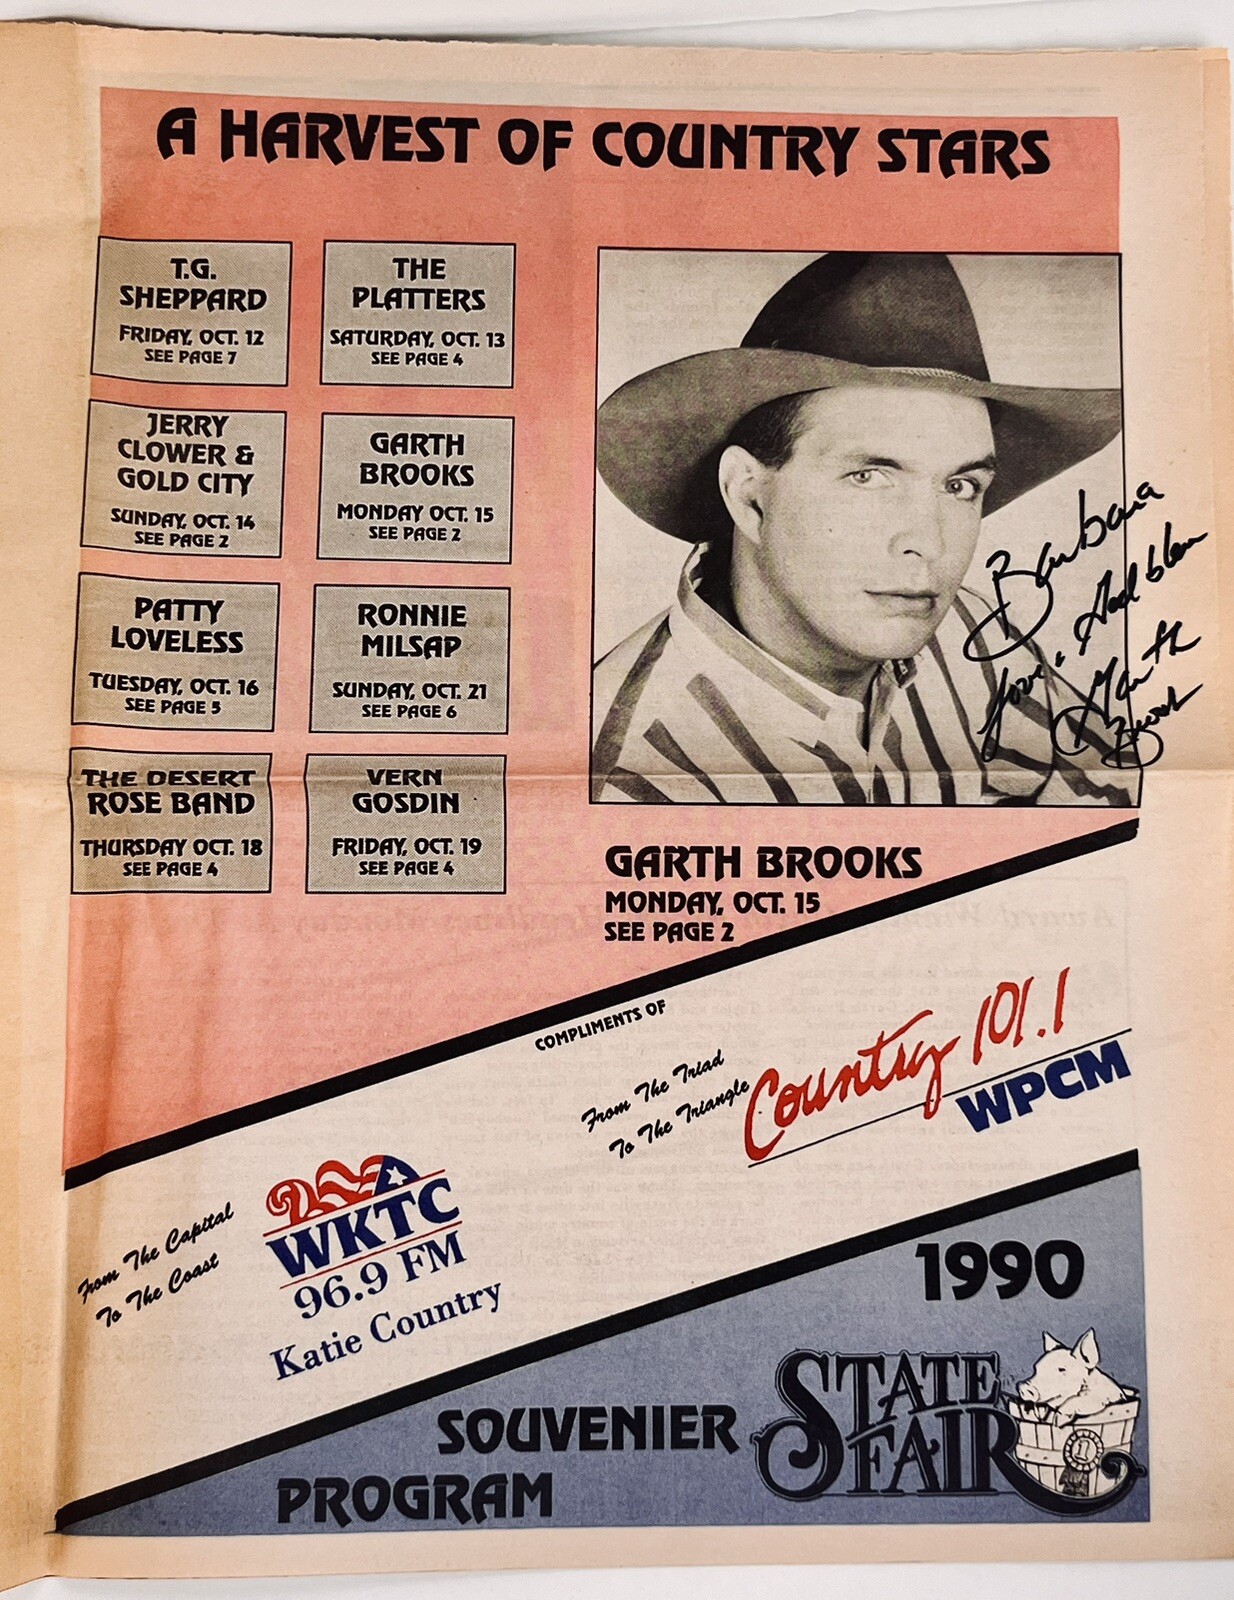 A HARVEST OF COUNTRY STARS
T.G.
SHEPPARD
FRIDAY, OCT. 12
SEE PAGE 7
THE
PLATTERS
SATURDAY, OCT. 13
SEE PAGE 4
JERRY
CLOWER &
GOLD CITY
SUNDAY, OCT. 14
SEE PAGE 2
GARTH
BROOKS
MONDAY OCT. 15
SEE PAGE 2
PATTY
LOVELESS
TUESDAY, OCT. 16
SEE PAGE 5
RONNIE
MILSAP
SUNDAY, OCT. 21
SEE PAGE 6
THE DESERT
ROSE BAND
THURSDAY OCT. 18
SEE PAGE 4
VERN
GOSDIN
FRIDAY, OCT. 19
SEE PAGE 4
Barbara
Love & God bless
Garth
Brooks
GARTH BROOKS
MONDAY, OCT. 15
SEE PAGE 2
COMPLIMENTS OF
From The Triad
To The Triangle
Country 101.1
WPCM
From The Capital
To The Coast
WKTC
96.9 FM
Katie Country
1990
STATE
FAIR
1
SOUVENIER
PROGRAM